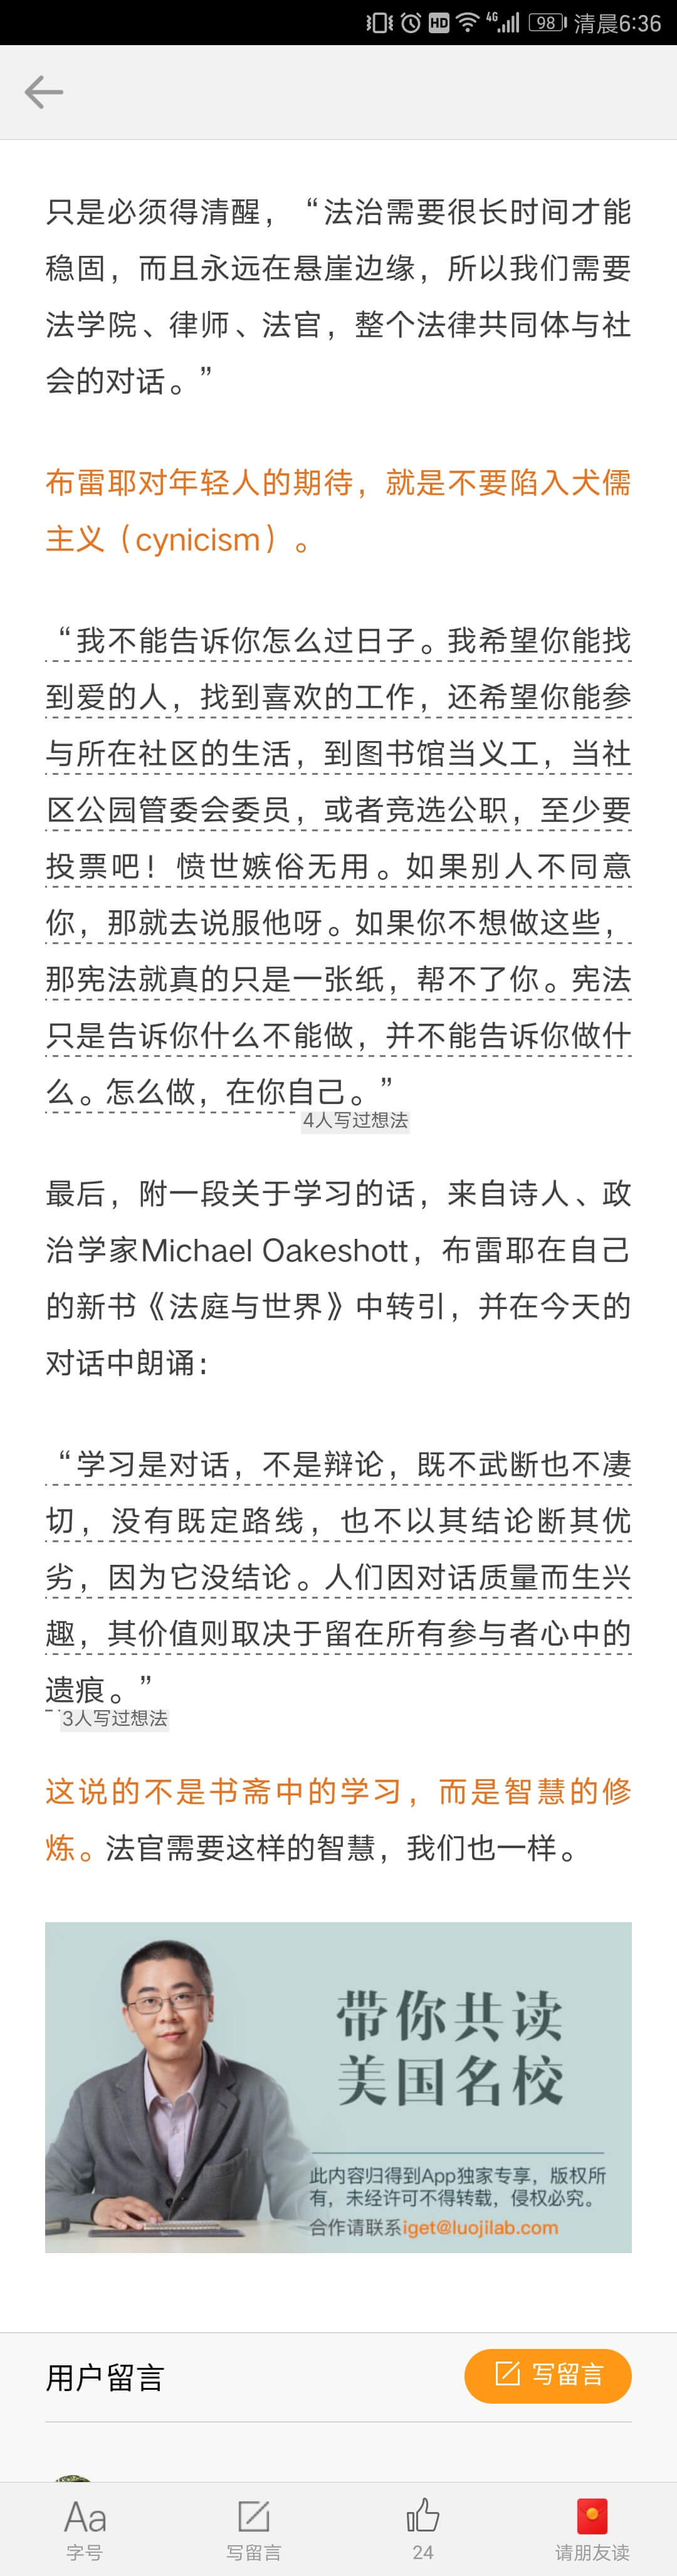 HD 4G 98 清晨6:36
只是必须得清醒，“法治需要很长时间才能
稳固，而且永远在悬崖边缘，所以我们需要
法学院、律师、法官，整个法律共同体与社
会的对话。”
布雷耶对年轻人的期待，就是不要陷入犬儒
主义（cynicism）。
“我不能告诉你怎么过日子。我希望你能找
到爱的人，找到喜欢的工作，还希望你能参
与所在社区的生活，到图书馆当义工，当社
区公园管委会委员，或者竞选公职，至少要
投票吧！愤世嫉俗无用。如果别人不同意
你，那就去说服他呀。如果你不想做这些，
那宪法就真的只是一张纸，帮不了你。宪法
只是告诉你什么不能做，并不能告诉你做什
么。怎么做，在你自己。”
4人写过想法
最后，附一段关于学习的话，来自诗人、政
治学家Michael Oakeshott，布雷耶在自己
的新书《法庭与世界》中转引，并在今天的
对话中朗诵：
“学习是对话，不是辩论，既不武断也不凄
切，没有既定路线，也不以其结论断其优
劣，因为它没结论。人们因对话质量而生兴
趣，其价值则取决于留在所有参与者心中的
遗痕。”
3人写过想法
这说的不是书斋中的学习，而是智慧的修
炼。法官需要这样的智慧，我们也一样。
带你共读
美国名校
此内容归得到App独家专享，版权所
有，未经许可不得转载，侵权必究。
合作请联系iget@luojilab.com
用户留言
写留言
Aa
字号
写留言
24
请朋友读